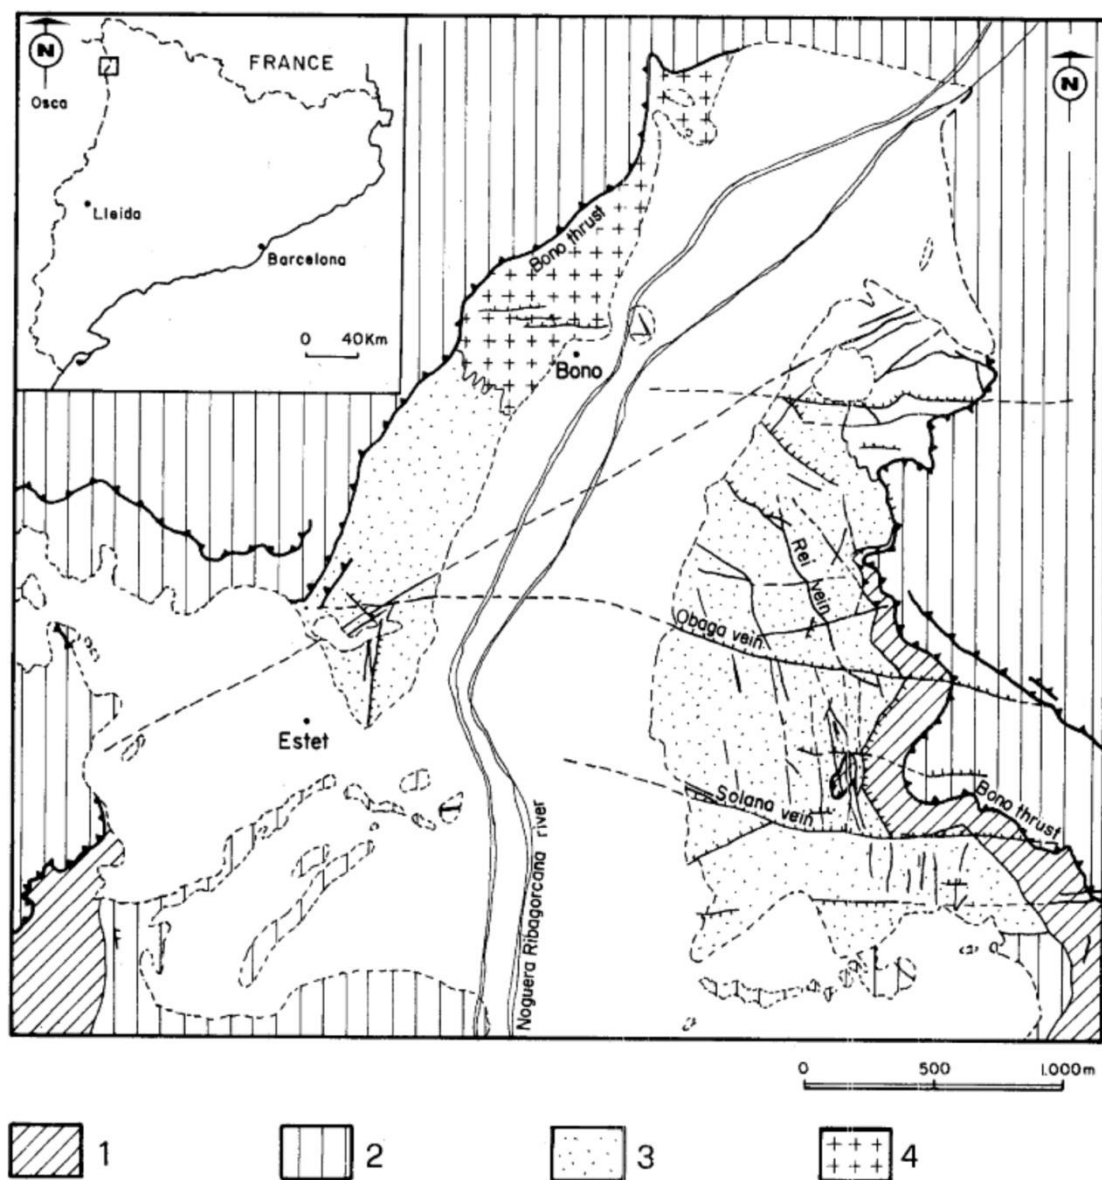 N
FRANCE
Osca
Lleida
Barcelona
0 40Km
N
Bono thrust
Bono
Rei vein
Obaga vein
Estet
Solana vein
Bono thrust
Noguera Ribagorcana river
0 500 1.000m
1
2
3
4